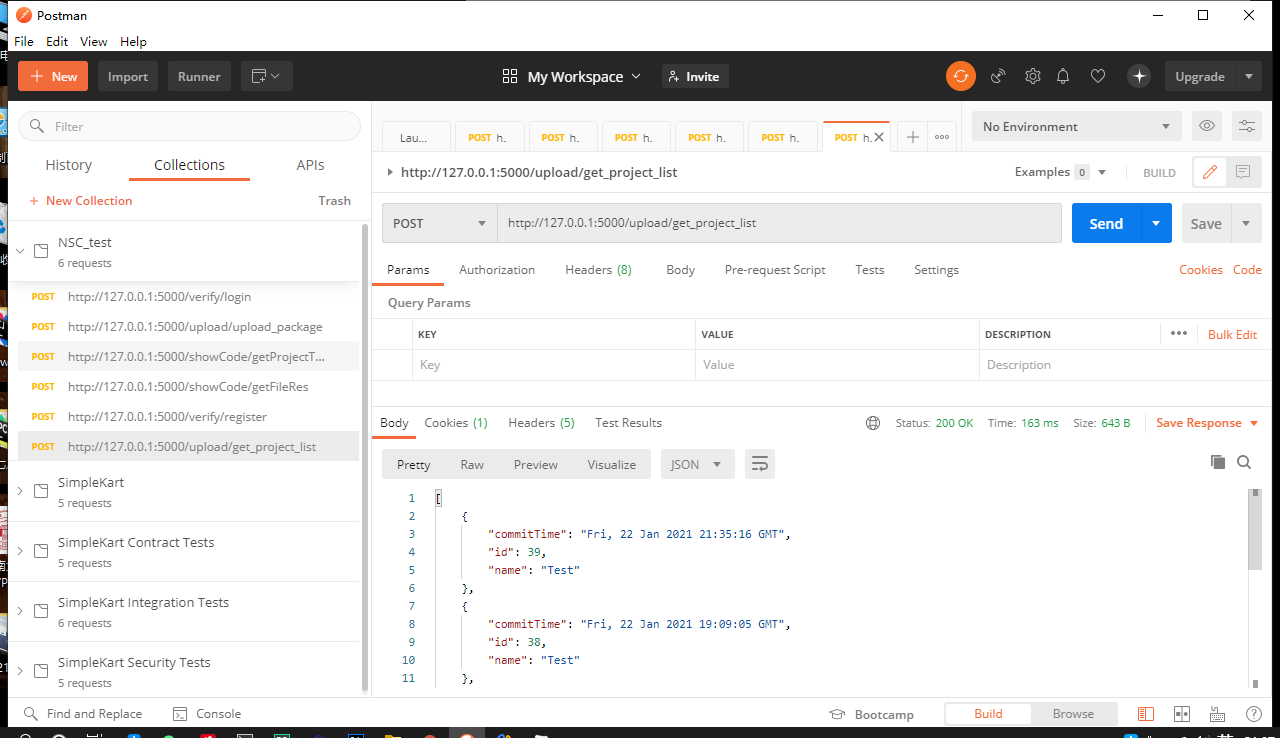 Postman
File Edit View Help
New Import Runner My Workspace Invite Upgrade
Filter
History Collections APIs
New Collection Trash
NSC_test
6 requests
POST http://127.0.0.1:5000/verify/login
POST http://127.0.0.1:5000/upload/upload_package
POST http://127.0.0.1:5000/showCode/getProjectT...
POST http://127.0.0.1:5000/showCode/getFileRes
POST http://127.0.0.1:5000/verify/register
POST http://127.0.0.1:5000/upload/get_project_list
SimpleKart
5 requests
SimpleKart Contract Tests
5 requests
SimpleKart Integration Tests
6 requests
SimpleKart Security Tests
5 requests
Lau... POST h. POST h. POST h. POST h. POST h. POST h. No Environment
http://127.0.0.1:5000/upload/get_project_list Examples 0 BUILD
POST http://127.0.0.1:5000/upload/get_project_list Send Save
Params Authorization Headers (8) Body Pre-request Script Tests Settings Cookies Code
Query Params
KEY VALUE DESCRIPTION Bulk Edit
Key Value Description
Body Cookies (1) Headers (5) Test Results Status: 200 OK Time: 163 ms Size: 643 B Save Response
Pretty Raw Preview Visualize JSON
1 [
2 {
3 "commitTime": "Fri, 22 Jan 2021 21:35:16 GMT",
4 "id": 39,
5 "name": "Test"
6 },
7 {
8 "commitTime": "Fri, 22 Jan 2021 19:09:05 GMT",
9 "id": 38,
10 "name": "Test"
11 },
Find and Replace Console Bootcamp Build Browse